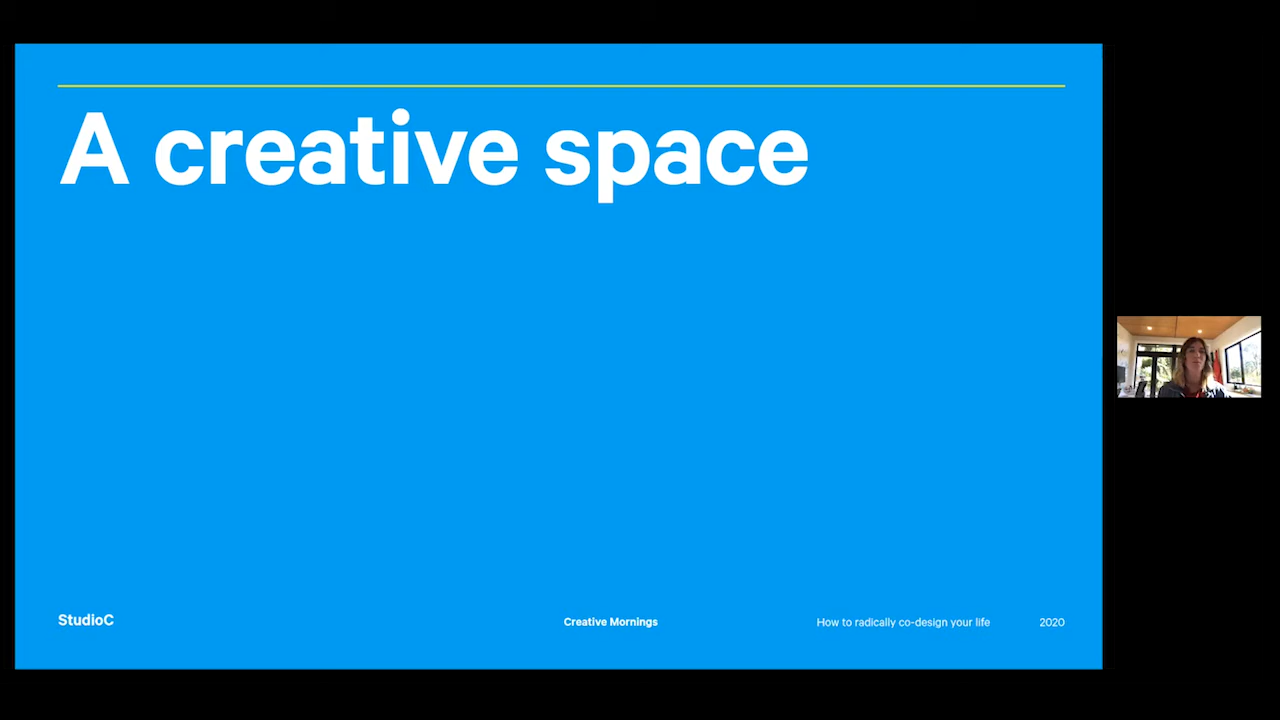 A creative space
StudioC
Creative Mornings
How to radically co-design your life
2020